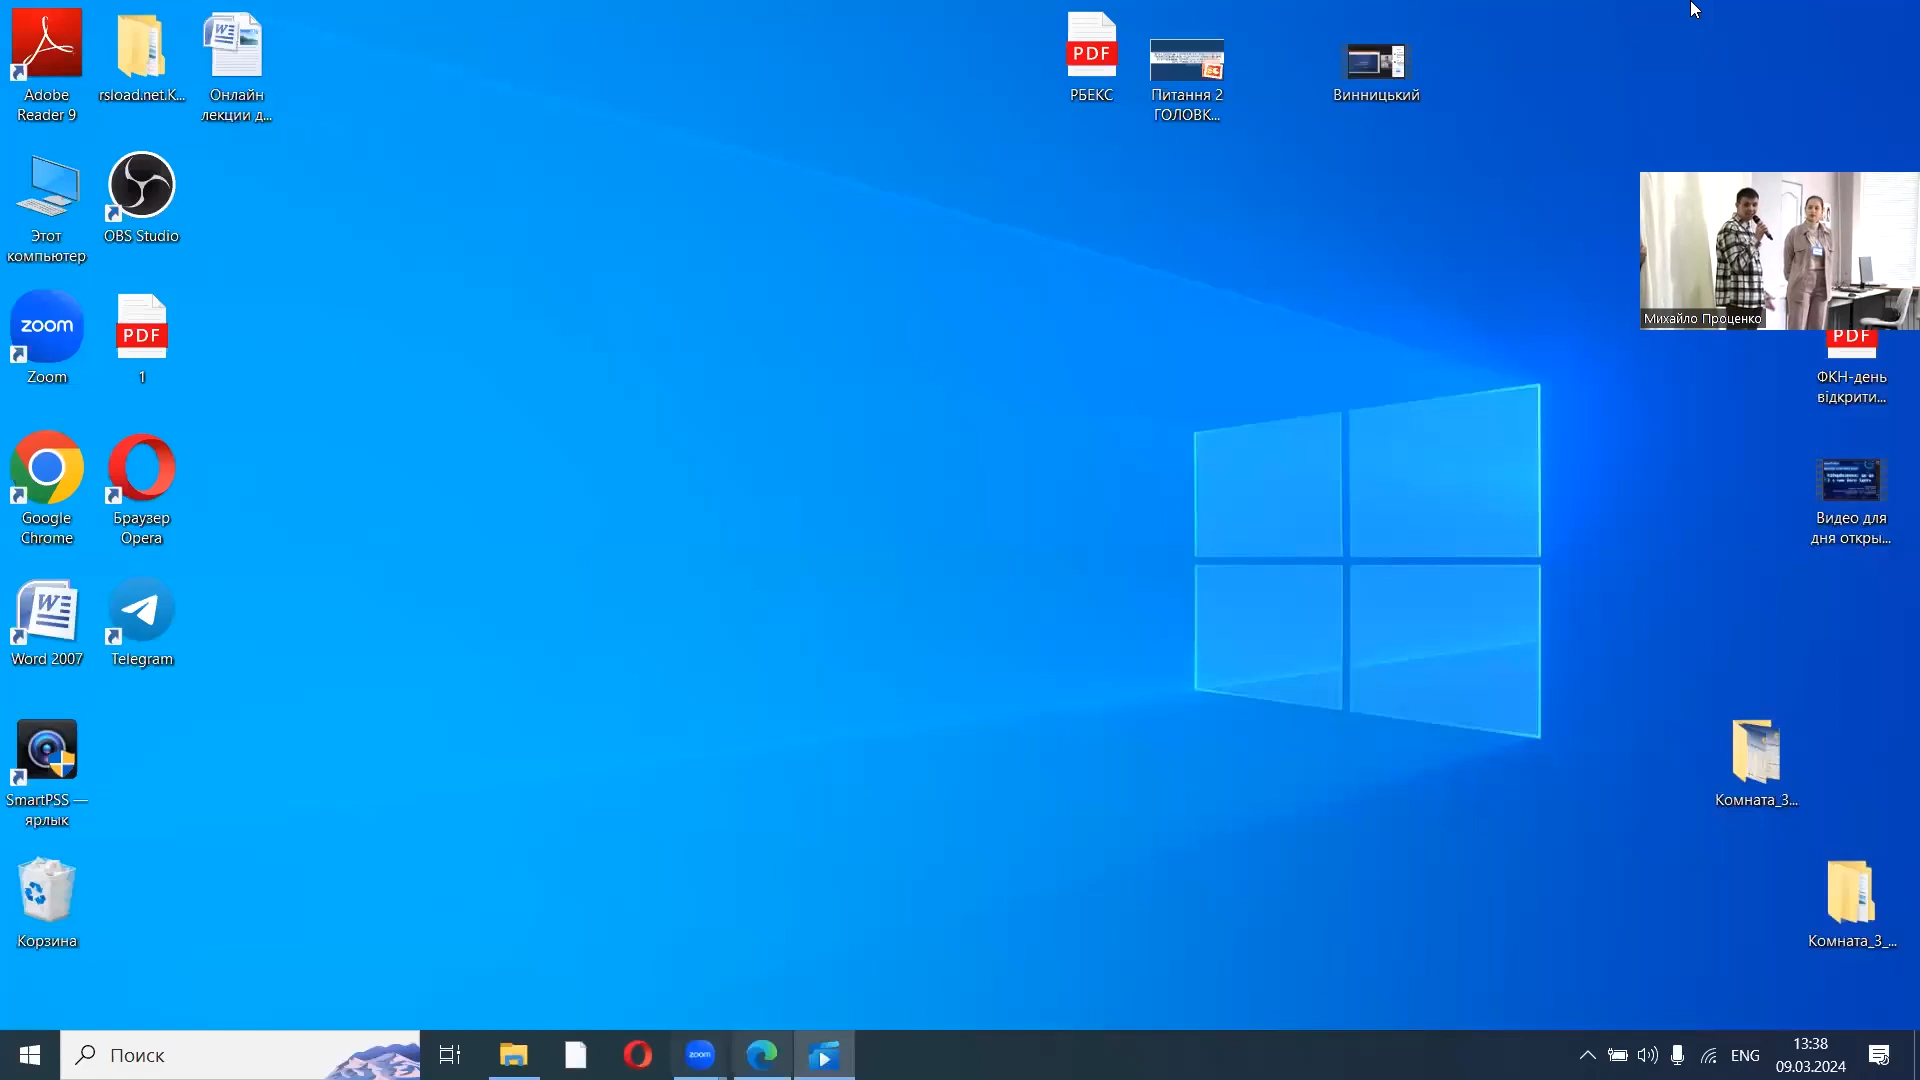 Adobe
Reader 9
rsload.net.K...
Онлайн
лекции д...
PDF
РБЕКС
Питання 2
ГОЛОВК...
Винницький
Этот
компьютер
OBS Studio
zoom
Zoom
PDF
1
Михайло Проценко
PDF
ФКН-день
відкрити...
Google
Chrome
Браузер
Opera
Видео для
дня откры...
W
Word 2007
Telegram
SmartPSS —
ярлык
Комната_3...
Корзина
Комната_3_...
Поиск
zoom
ENG
13:38
09.03.2024